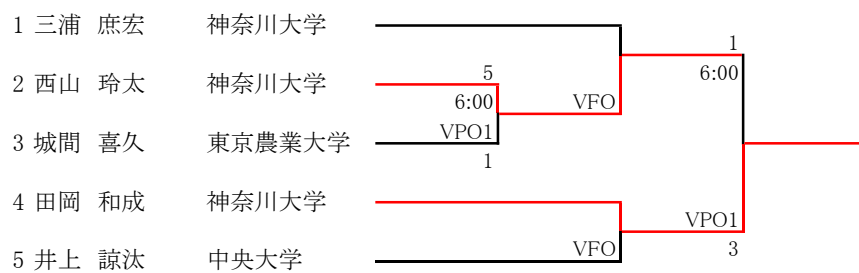 1 三浦 庶宏 神奈川大学
1
2 西山 玲太 神奈川大学
5
6:00
6:00
VFO
VPO1
3 城間 喜久 東京農業大学
1
4 田岡 和成 神奈川大学
VPO1
3
VFO
5 井上 諒汰 中央大学